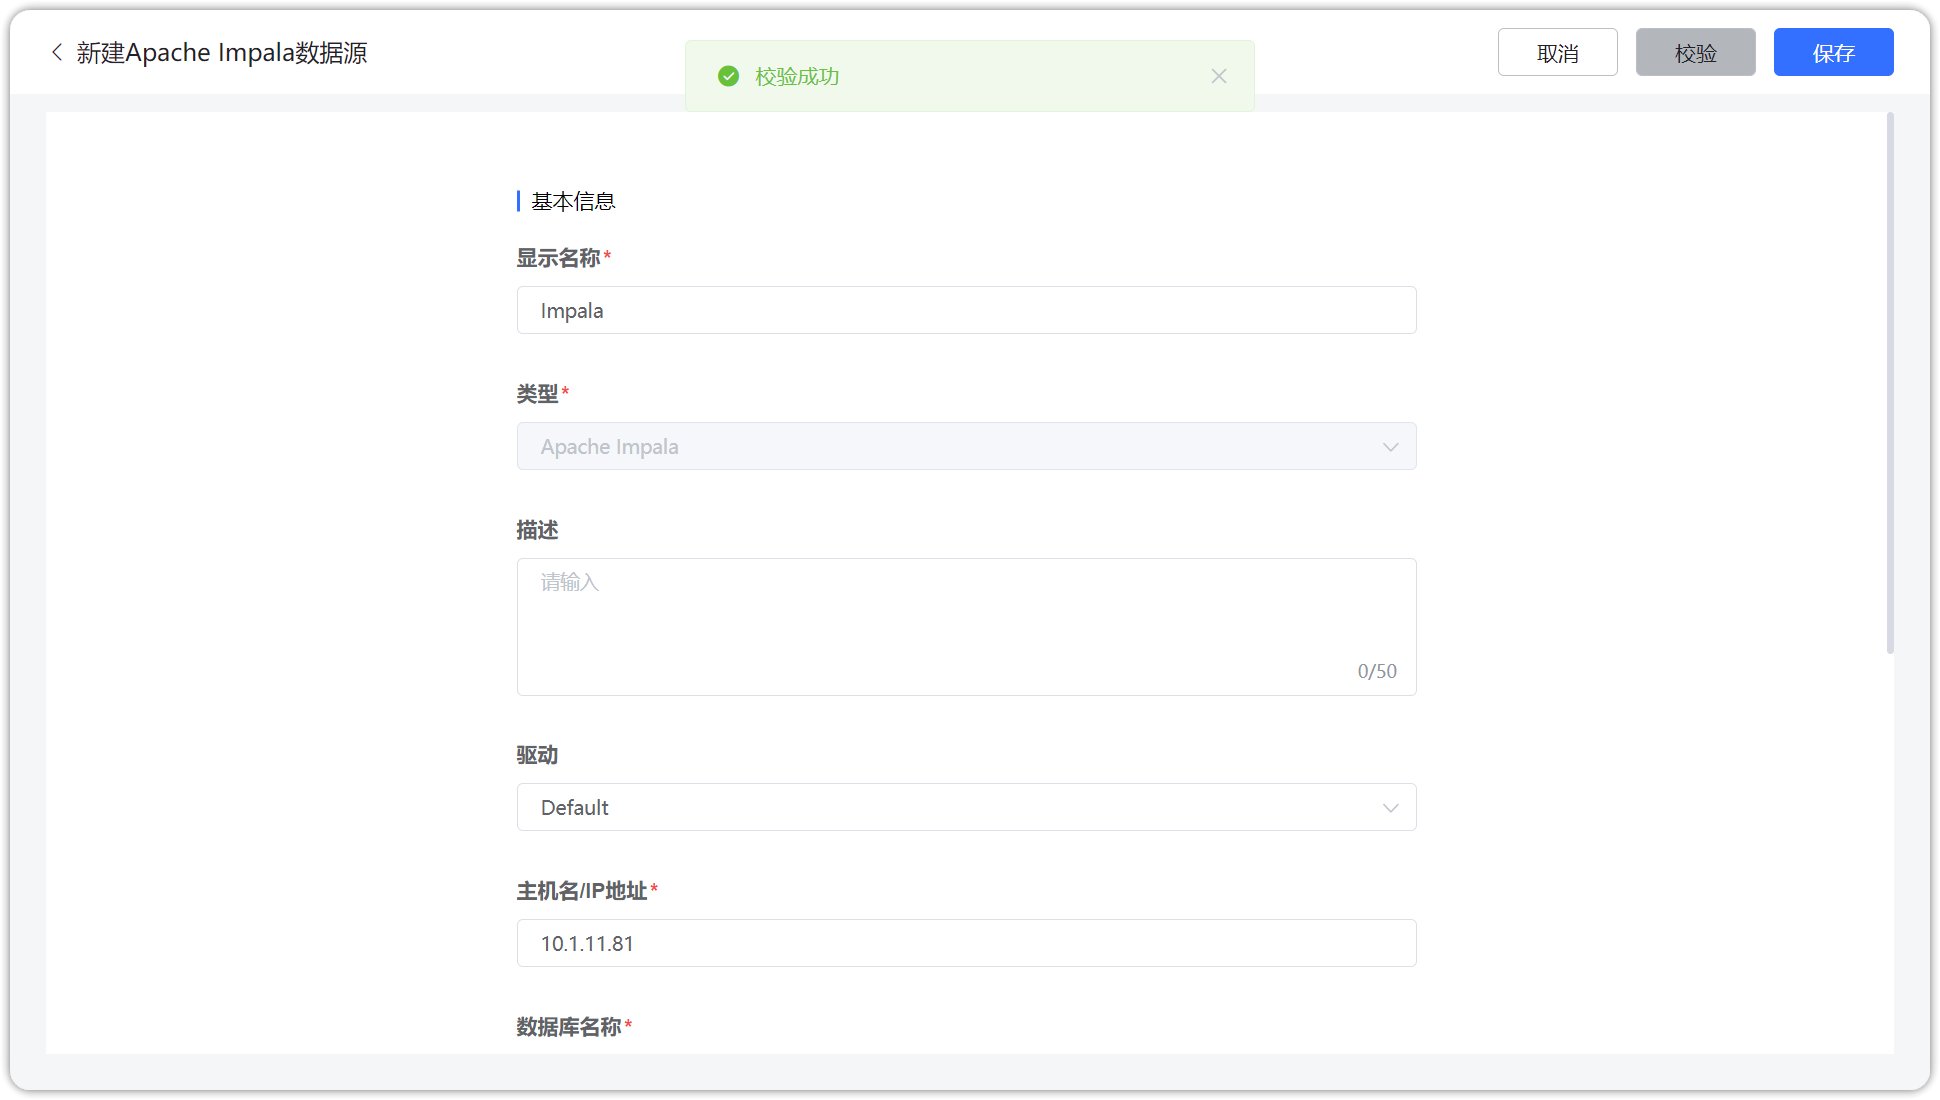 新建Apache Impala数据源
校验成功
取消
校验
保存
基本信息
显示名称*
Impala
类型*
Apache Impala
描述
请输入
0/50
驱动
Default
主机名/IP地址*
10.1.11.81
数据库名称*